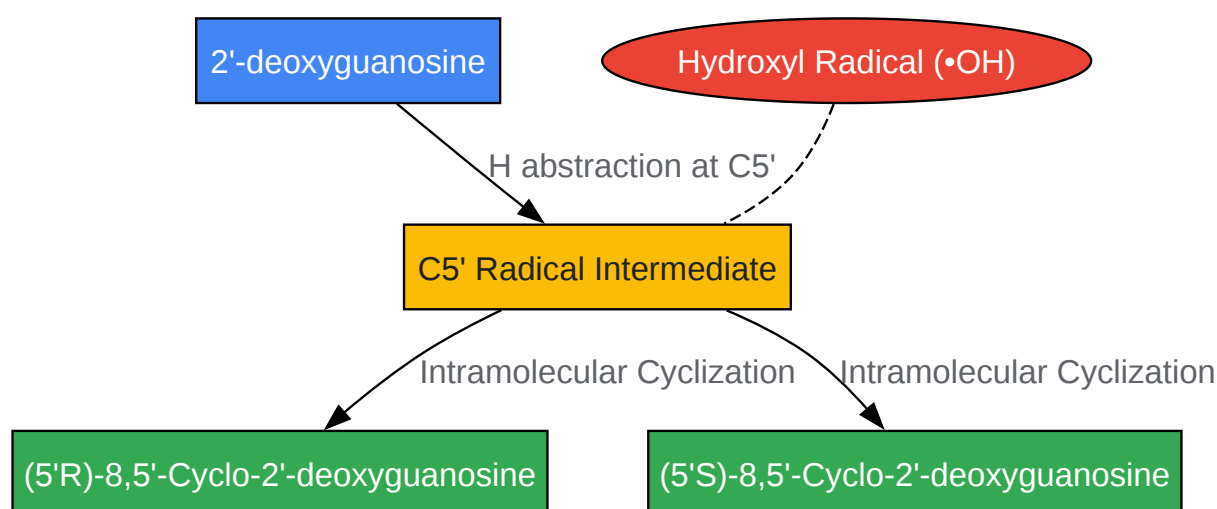 2'-deoxyguanosine
Hydroxyl Radical (•OH)
H abstraction at C5'
C5' Radical Intermediate
Intramolecular Cyclization
Intramolecular Cyclization
(5'R)-8,5'-Cyclo-2'-deoxyguanosine
(5'S)-8,5'-Cyclo-2'-deoxyguanosine